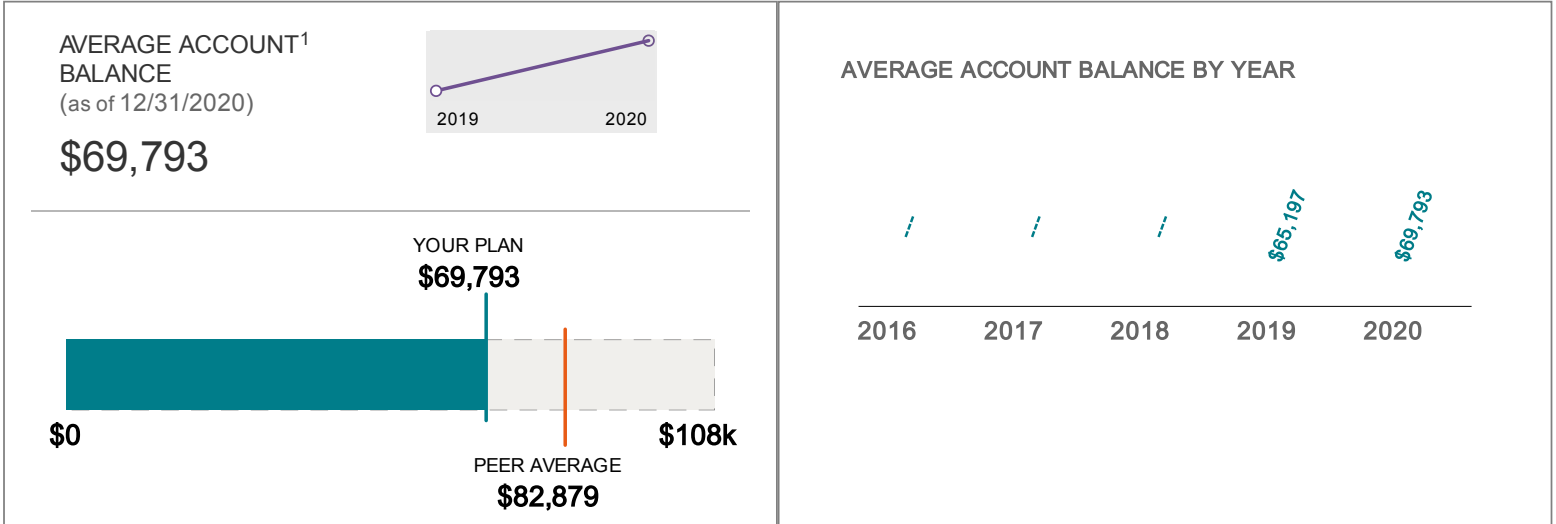 AVERAGE ACCOUNT1
BALANCE
(as of 12/31/2020)
$69,793
2019 2020
YOUR PLAN
$69,793
$0 $108k
PEER AVERAGE
$82,879
AVERAGE ACCOUNT BALANCE BY YEAR
--- --- --- $65,197 $69,793
2016 2017 2018 2019 2020